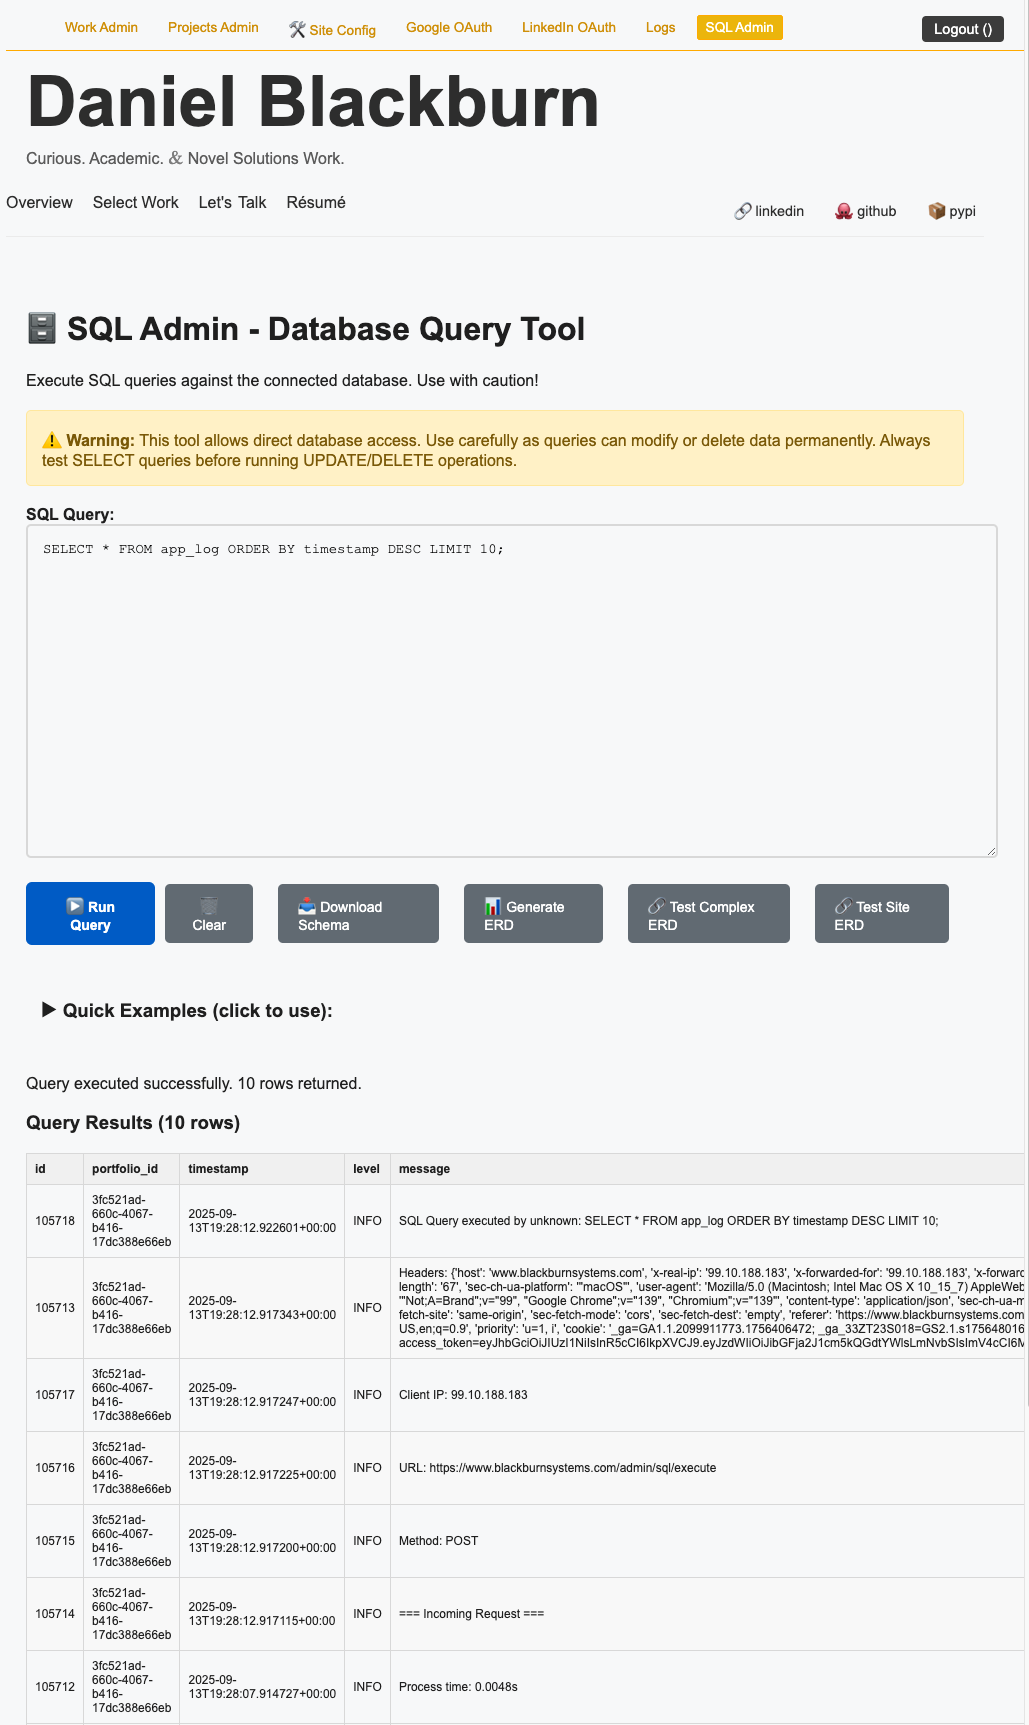 Work Admin Projects Admin 🛠️ Site Config Google OAuth LinkedIn OAuth Logs SQL Admin Logout ()
Daniel Blackburn
Curious. Academic. & Novel Solutions Work.
Overview Select Work Let's Talk Résumé
🔗 linkedin 🐙 github 📦 pypi
🗄️ SQL Admin - Database Query Tool
Execute SQL queries against the connected database. Use with caution!
⚠️ Warning: This tool allows direct database access. Use carefully as queries can modify or delete data permanently. Always
test SELECT queries before running UPDATE/DELETE operations.
SQL Query:
SELECT * FROM app_log ORDER BY timestamp DESC LIMIT 10;
▶️ Run
Query
🗑️
Clear
📥 Download
Schema
📊 Generate
ERD
🔗 Test Complex
ERD
🔗 Test Site
ERD
▶ Quick Examples (click to use):
Query executed successfully. 10 rows returned.
Query Results (10 rows)
id portfolio_id timestamp level message
105718
3fc521ad-
660c-4067-
b416-
17dc388e66eb
2025-09-
13T19:28:12.922601+00:00
INFO
SQL Query executed by unknown: SELECT * FROM app_log ORDER BY timestamp DESC LIMIT 10;
105713
3fc521ad-
660c-4067-
b416-
17dc388e66eb
2025-09-
13T19:28:12.917343+00:00
INFO
Headers: {'host': 'www.blackburnsystems.com', 'x-real-ip': '99.10.188.183', 'x-forwarded-for': '99.10.188.183', 'x-forward
length': '67', 'sec-ch-ua-platform': '"macOS"', 'user-agent': 'Mozilla/5.0 (Macintosh; Intel Mac OS X 10_15_7) AppleWeb
'"Not;A=Brand";v="99", "Google Chrome";v="139", "Chromium";v="139"', 'content-type': 'application/json', 'sec-ch-ua-m
fetch-site': 'same-origin', 'sec-fetch-mode': 'cors', 'sec-fetch-dest': 'empty', 'referer': 'https://www.blackburnsystems.com
US,en;q=0.9', 'priority': 'u=1, i', 'cookie': '_ga=GA1.1.2099911773.1756406472; _ga_33ZT23S018=GS2.1.s175648016

105717
3fc521ad-
660c-4067-
b416-
17dc388e66eb
2025-09-
13T19:28:12.917247+00:00
INFO
Client IP: 99.10.188.183
105716
3fc521ad-
660c-4067-
b416-
17dc388e66eb
2025-09-
13T19:28:12.917225+00:00
INFO
URL: https://www.blackburnsystems.com/admin/sql/execute
105715
3fc521ad-
660c-4067-
b416-
17dc388e66eb
2025-09-
13T19:28:12.917200+00:00
INFO
Method: POST
105714
3fc521ad-
660c-4067-
b416-
17dc388e66eb
2025-09-
13T19:28:12.917115+00:00
INFO
=== Incoming Request ===
105712
3fc521ad-
660c-4067-
b416-
17dc388e66eb
2025-09-
13T19:28:07.914727+00:00
INFO
Process time: 0.0048s